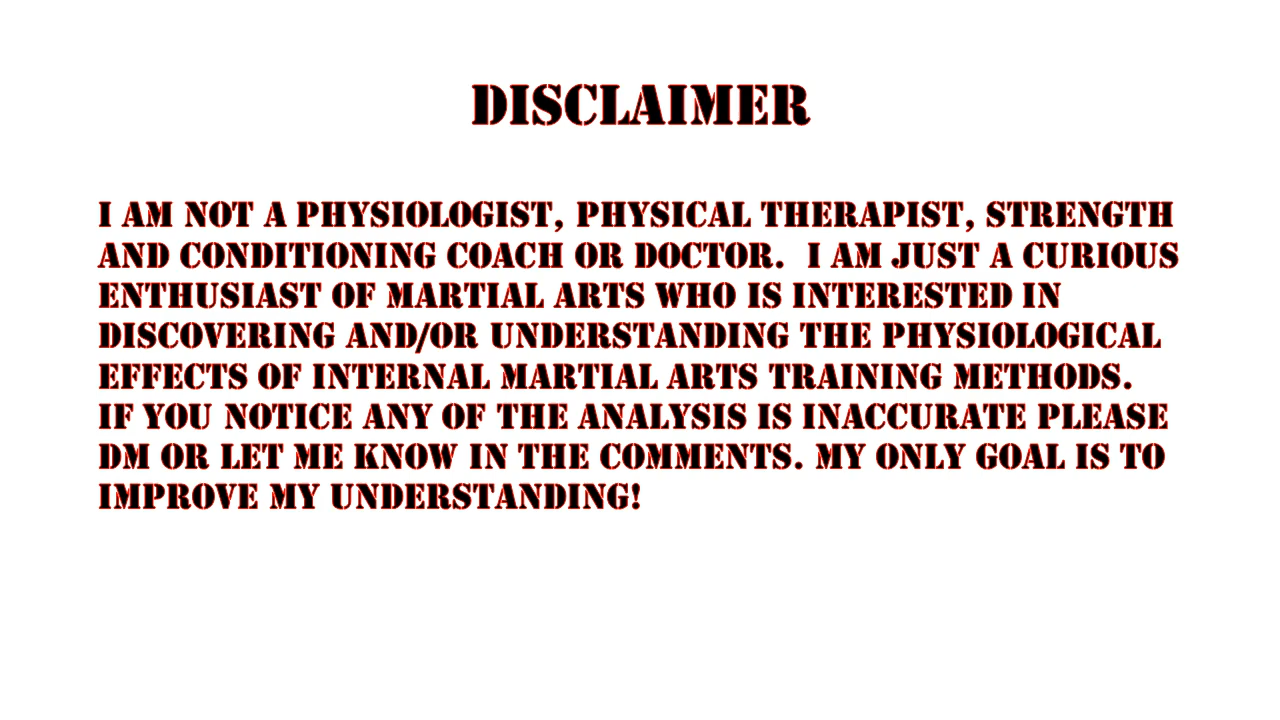 DISCLAIMER
I AM NOT A PHYSIOLOGIST, PHYSICAL THERAPIST, STRENGTH
AND CONDITIONING COACH OR DOCTOR.  I AM JUST A CURIOUS
ENTHUSIAST OF MARTIAL ARTS WHO IS INTERESTED IN
DISCOVERING AND/OR UNDERSTANDING THE PHYSIOLOGICAL
EFFECTS OF INTERNAL MARTIAL ARTS TRAINING METHODS.
IF YOU NOTICE ANY OF THE ANALYSIS IS INACCURATE PLEASE
DM OR LET ME KNOW IN THE COMMENTS. MY ONLY GOAL IS TO
IMPROVE MY UNDERSTANDING!